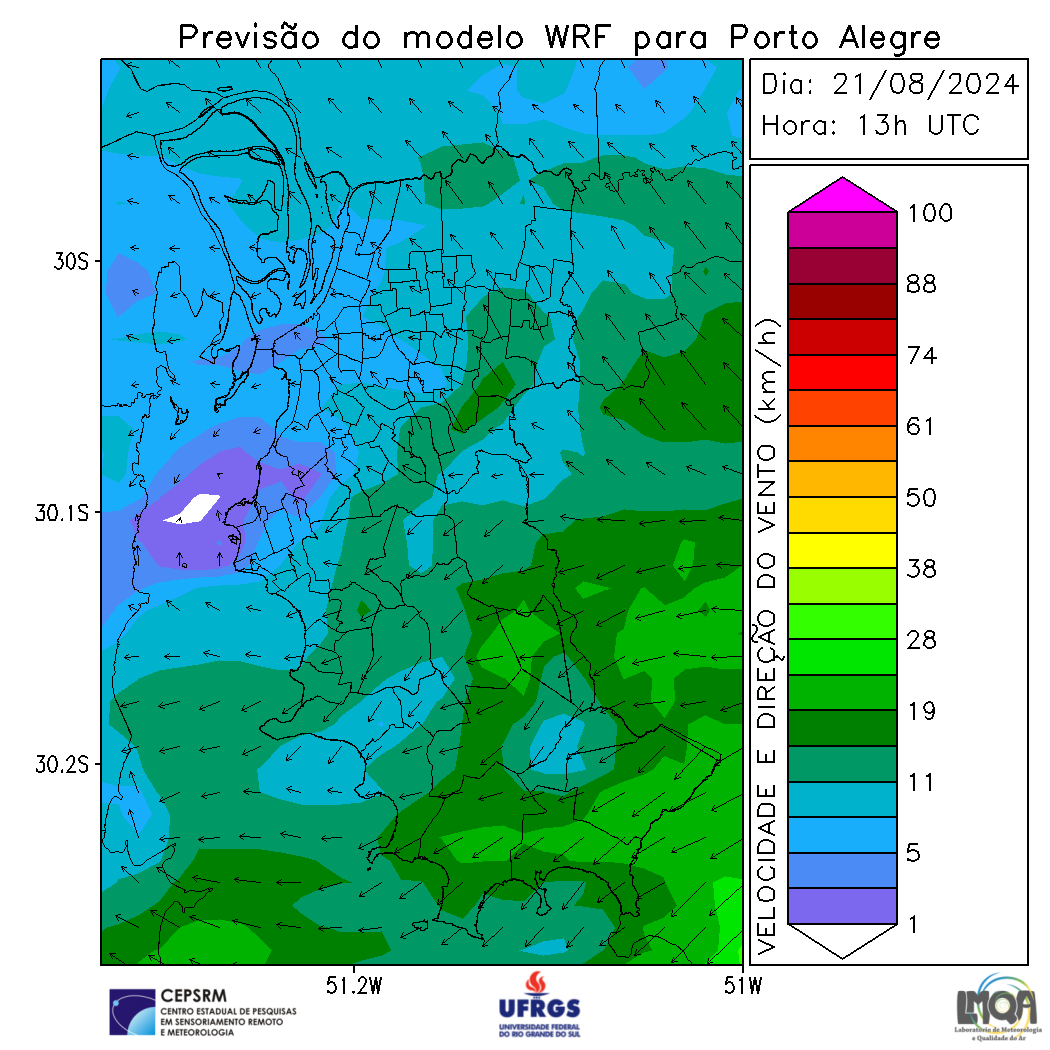 Previsão do modelo WRF para Porto Alegre
Dia: 21/08/2024
Hora: 13h UTC
30S
30.1S
30.2S
51.2W
51W
VELOCIDADE E DIREÇÃO DO VENTO (km/h)
100
88
74
61
50
38
28
19
11
5
1
CEPSRM
CENTRO ESTADUAL DE PESQUISAS
EM SENSORIAMENTO REMOTO
E METEOROLOGIA
UFRGS
UNIVERSIDADE FEDERAL
DO RIO GRANDE DO SUL
LMQA
Laboratório de Meteorologia
e Qualidade do Ar